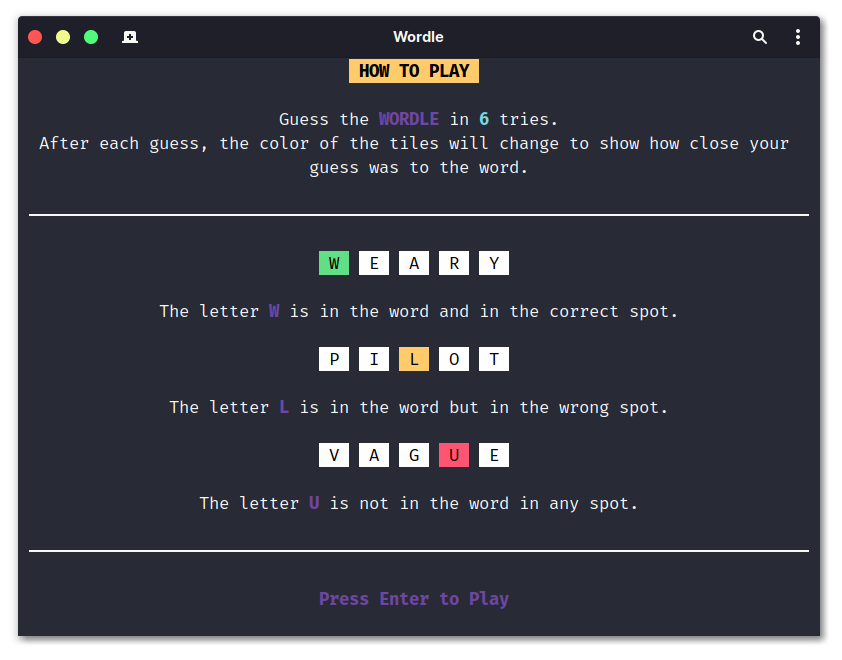 Wordle
HOW TO PLAY
Guess the WORDLE in 6 tries.
After each guess, the color of the tiles will change to show how close your
guess was to the word.
W E A R Y
The letter W is in the word and in the correct spot.
P I L O T
The letter L is in the word but in the wrong spot.
V A G U E
The letter U is not in the word in any spot.
Press Enter to Play